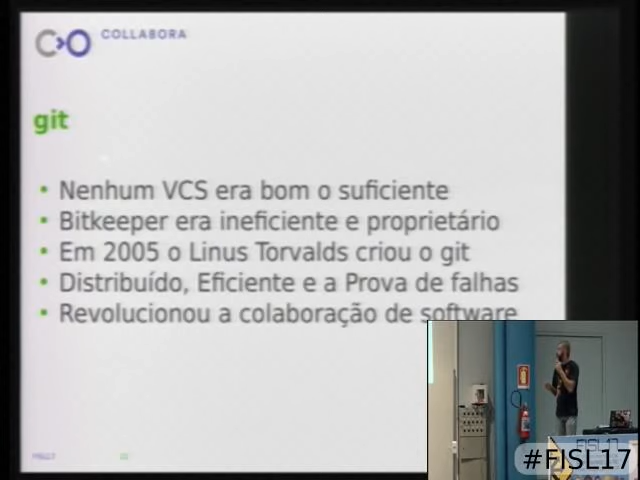 COLLABORA
git
• Nenhum VCS era bom o suficiente
• Bitkeeper era ineficiente e proprietário
• Em 2005 o Linus Torvalds criou o git
• Distribuído, Eficiente e a Prova de falhas
• Revolucionou a colaboração de software
FISL17
#FISL17